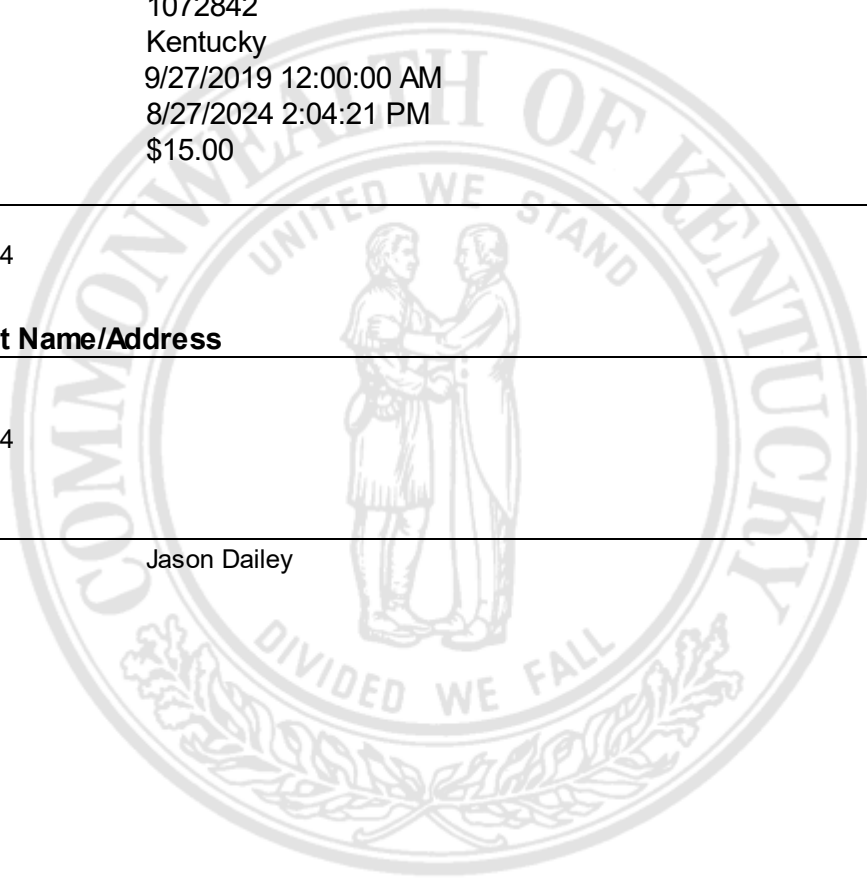 1072842
Kentucky
9/27/2019 12:00:00 AM
8/27/2024 2:04:21 PM
$15.00
4
t Name/Address
4
Jason Dailey
COMMONWEALTH OF KENTUCKY
UNITED WE STAND
DIVIDED WE FALL